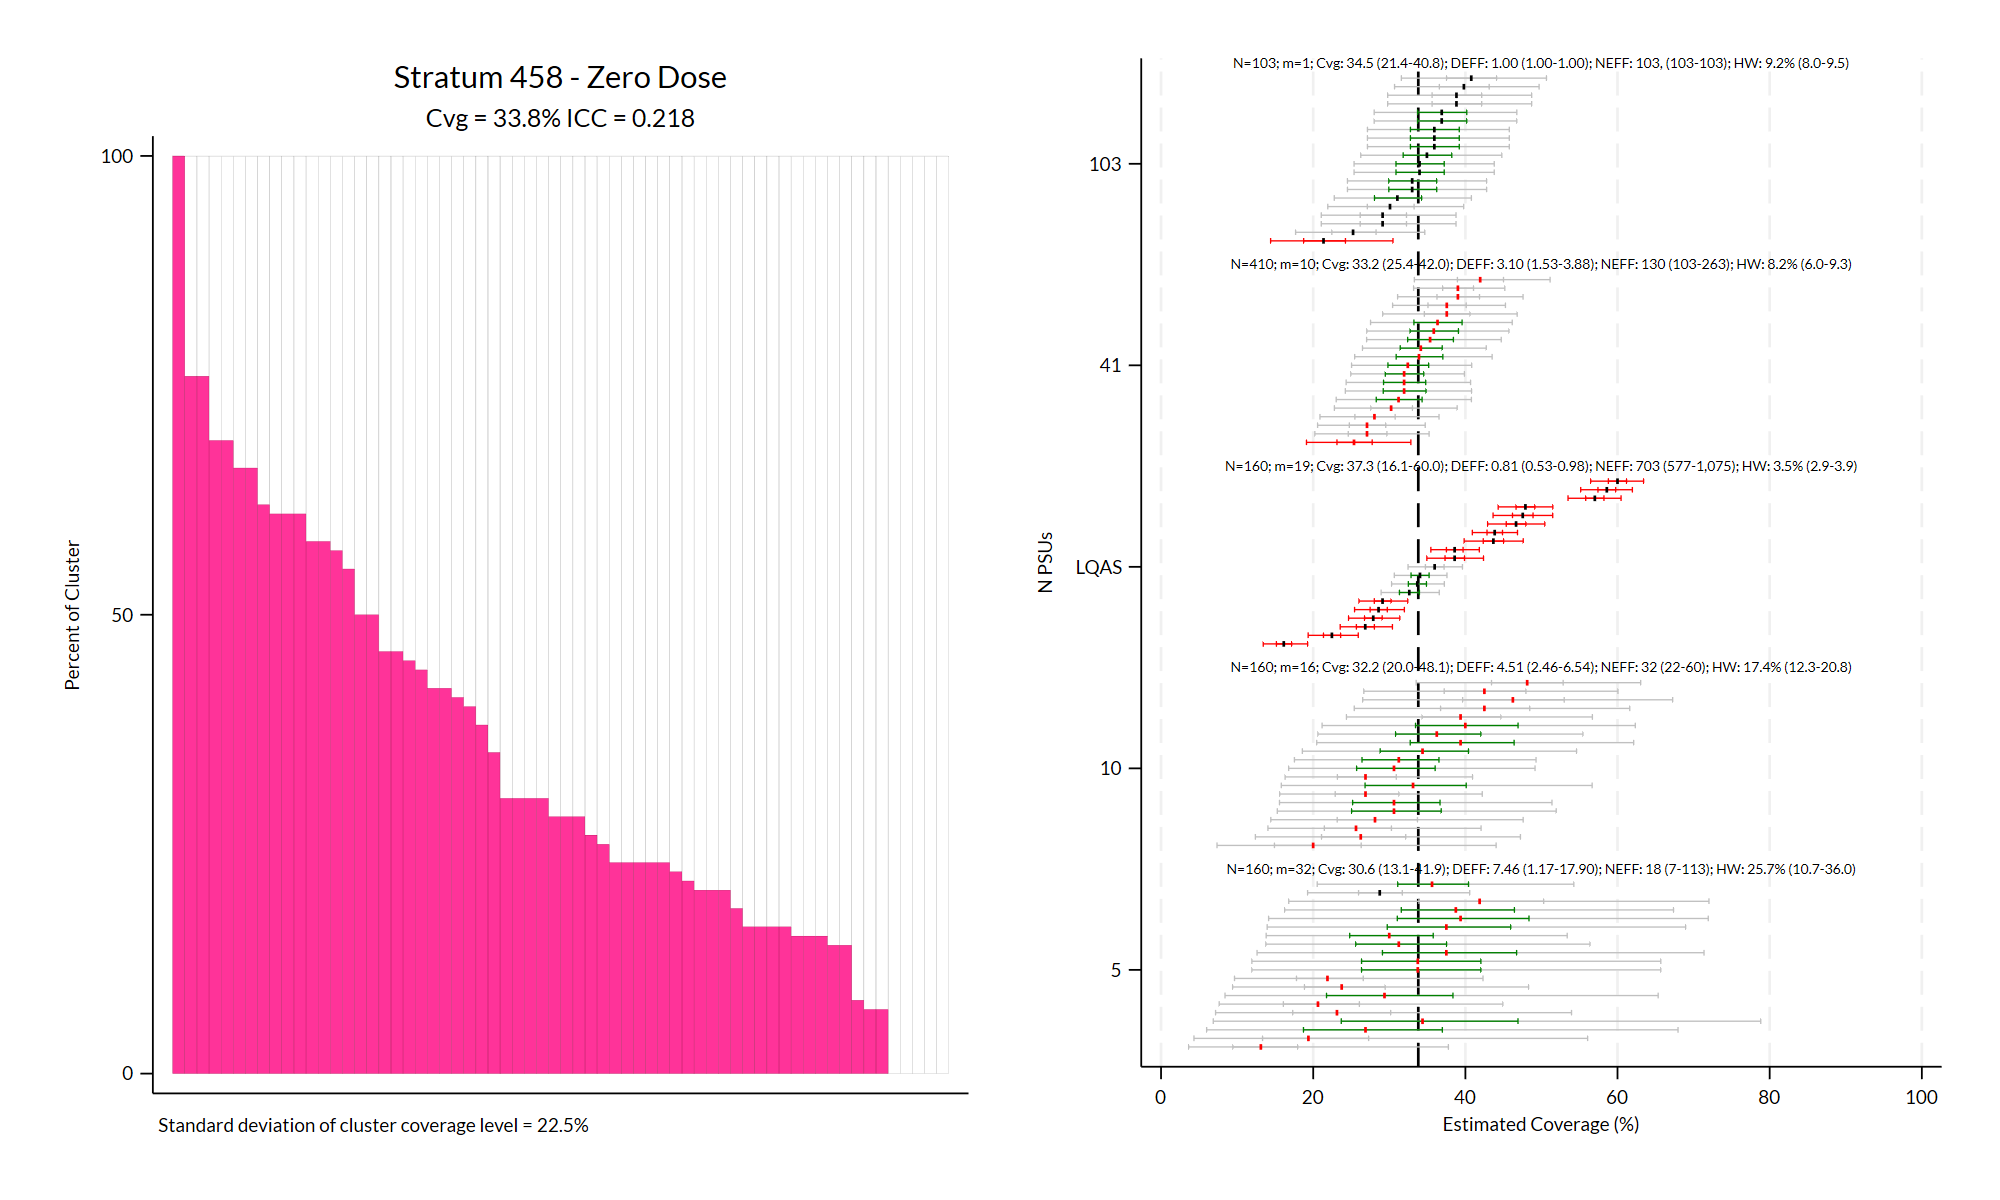 Stratum 458 - Zero Dose
Cvg = 33.8% ICC = 0.218
100
50
0
Percent of Cluster
Standard deviation of cluster coverage level = 22.5%
N=103; m=1; Cvg: 34.5 (21.4-40.8); DEFF: 1.00 (1.00-1.00); NEFF: 103, (103-103); HW: 9.2% (8.0-9.5)
103
N=410; m=10; Cvg: 33.2 (25.4-42.0); DEFF: 3.10 (1.53-3.88); NEFF: 130 (103-263); HW: 8.2% (6.0-9.3)
41
N=160; m=19; Cvg: 37.3 (16.1-60.0); DEFF: 0.81 (0.53-0.98); NEFF: 703 (577-1,075); HW: 3.5% (2.9-3.9)
LQAS
N PSUs
N=160; m=16; Cvg: 32.2 (20.0-48.1); DEFF: 4.51 (2.46-6.54); NEFF: 32 (22-60); HW: 17.4% (12.3-20.8)
10
N=160; m=32; Cvg: 30.6 (13.1-41.9); DEFF: 7.46 (1.17-17.90); NEFF: 18 (7-113); HW: 25.7% (10.7-36.0)
5
0 20 40 60 80 100
Estimated Coverage (%)